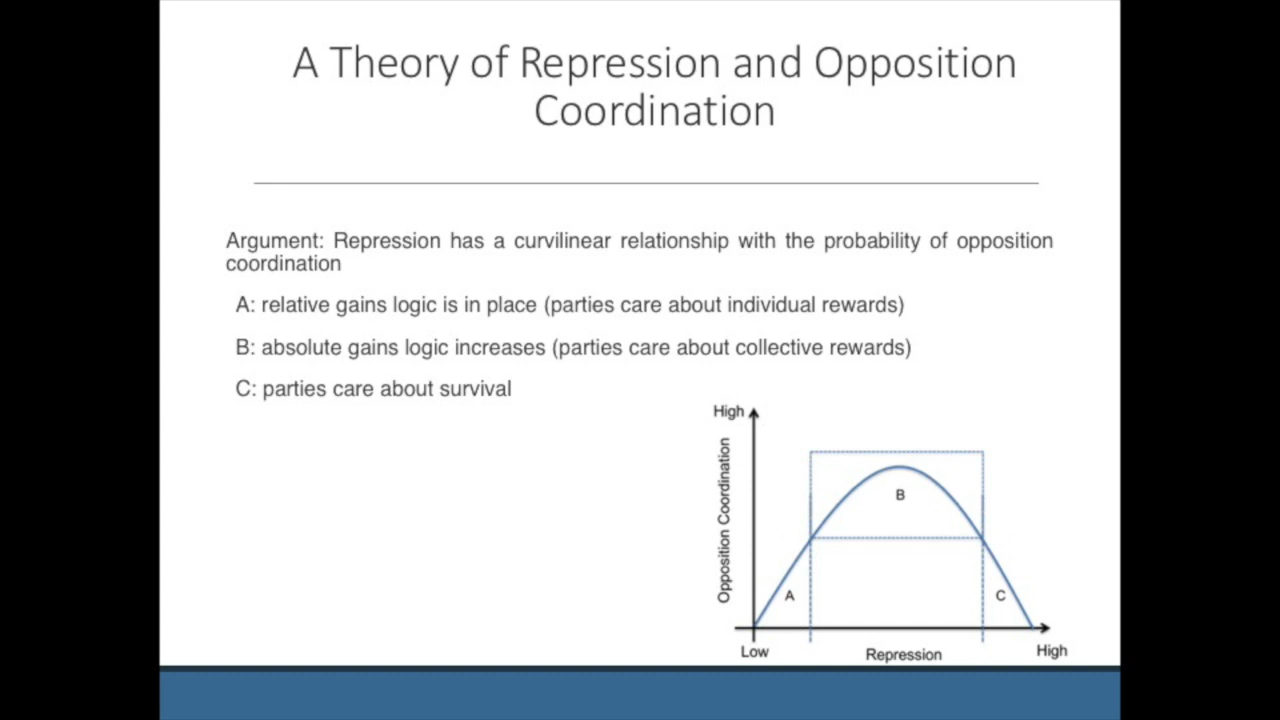 A Theory of Repression and Opposition
Coordination
Argument: Repression has a curvilinear relationship with the probability of opposition
coordination
A: relative gains logic is in place (parties care about individual rewards)
B: absolute gains logic increases (parties care about collective rewards)
C: parties care about survival
High
Opposition Coordination
B
A
C
Low
Repression
High